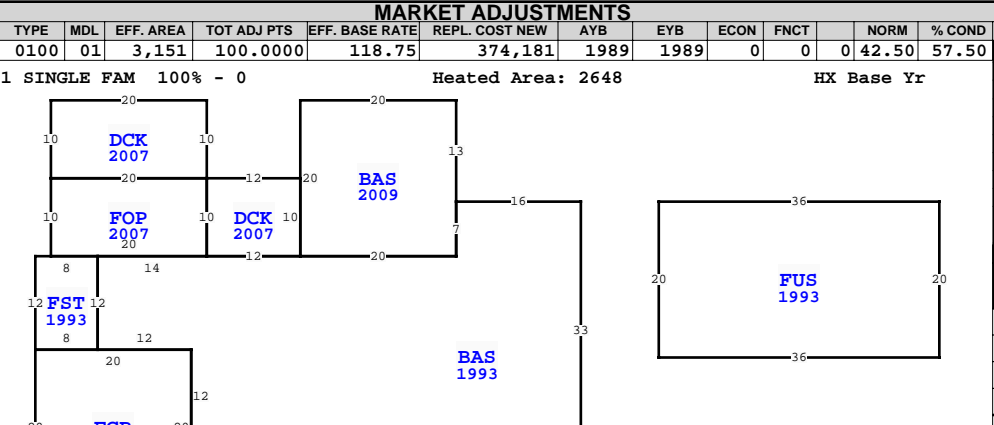 MARKET ADJUSTMENTS
TYPE MDL EFF. AREA TOT ADJ PTS EFF. BASE RATE REPL. COST NEW AYB EYB ECON FNCT NORM % COND
0100 01 3,151 100.0000 118.75 374,181 1989 1989 0 0 0 42.50 57.50
1 SINGLE FAM 100% - 0 Heated Area: 2648 HX Base Yr
20 20
10 DCK 10
2007
13
20 12 20 BAS
2009
16 36
10 FOP 10 DCK 10
2007 2007
7
20
12 20
8 14
20 FUS 20
1993
12 FST 12
1993
33
8 12
36
20
BAS
1993
12